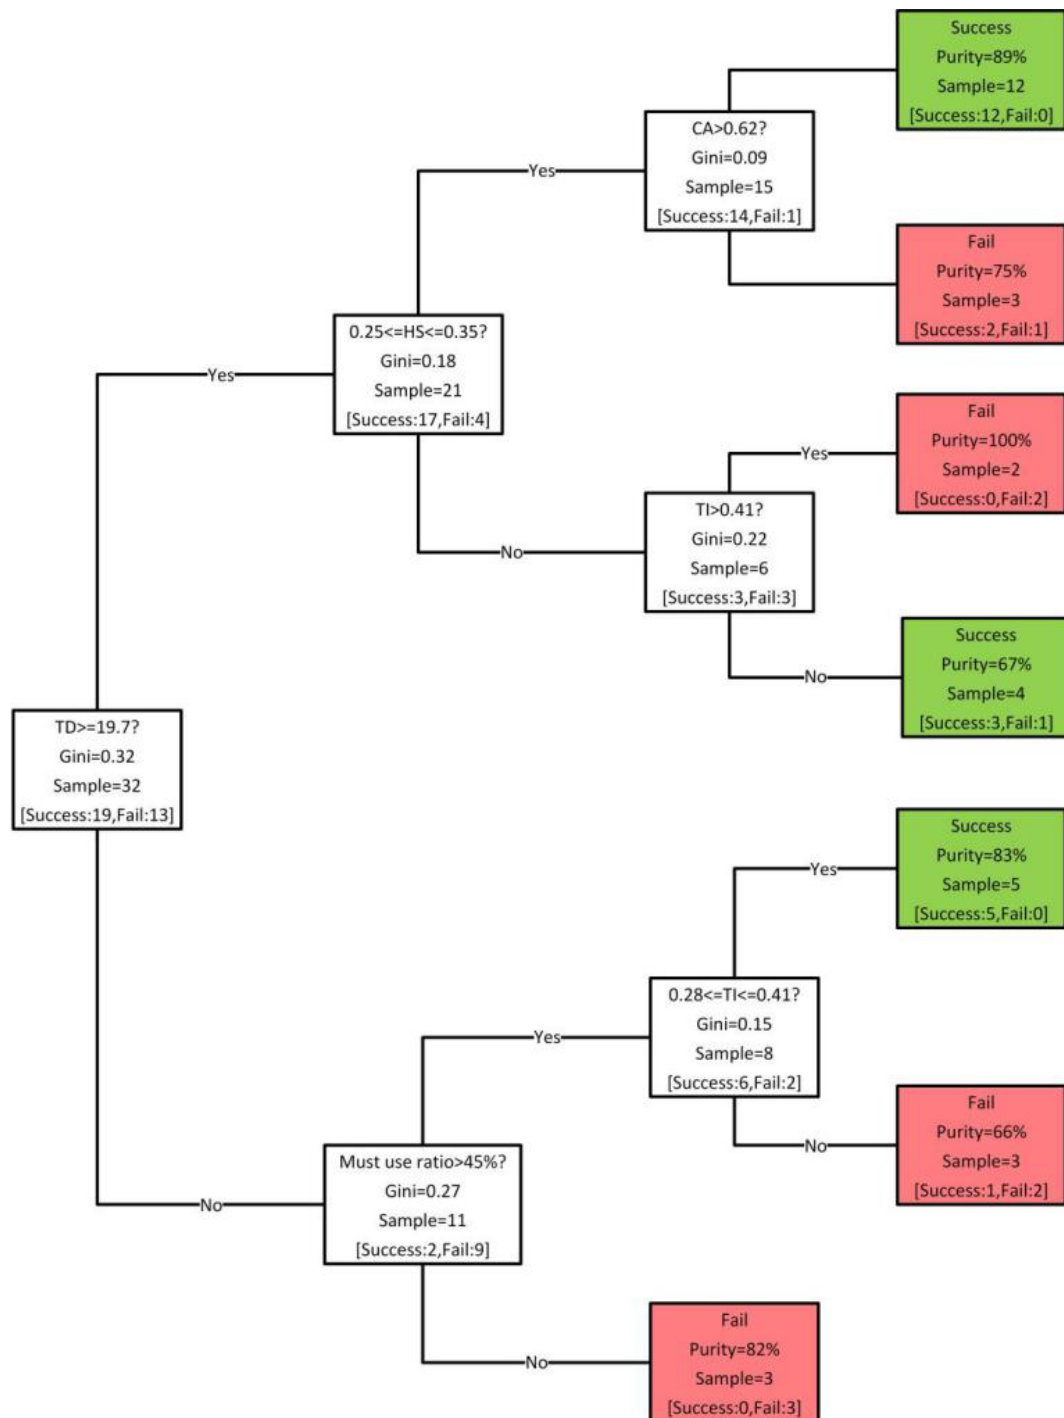 Success
Purity=89%
Sample=12
[Success:12,Fail:0]
CA>0.62?
Gini=0.09
Sample=15
[Success:14,Fail:1]
Yes
Fail
Purity=75%
Sample=3
[Success:2,Fail:1]
0.25<=HS<=0.35?
Gini=0.18
Sample=21
[Success:17,Fail:4]
Yes
Fail
Purity=100%
Sample=2
[Success:0,Fail:2]
Yes
TI>0.41?
Gini=0.22
Sample=6
[Success:3,Fail:3]
No
Success
Purity=67%
Sample=4
[Success:3,Fail:1]
No
TD>=19.7?
Gini=0.32
Sample=32
[Success:19,Fail:13]
Success
Purity=83%
Sample=5
[Success:5,Fail:0]
Yes
0.28<=TI<=0.41?
Gini=0.15
Sample=8
[Success:6,Fail:2]
Yes
Fail
Purity=66%
Sample=3
[Success:1,Fail:2]
No
Must use ratio>45%?
Gini=0.27
Sample=11
[Success:2,Fail:9]
No
Fail
Purity=82%
Sample=3
[Success:0,Fail:3]
No